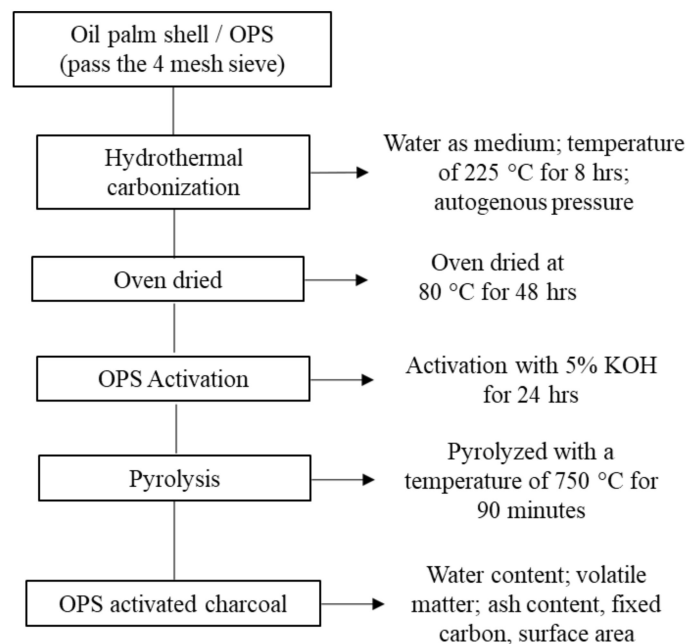 Oil palm shell / OPS
(pass the 4 mesh sieve)
Hydrothermal
carbonization
Water as medium; temperature
of 225 °C for 8 hrs;
autogenous pressure
Oven dried
Oven dried at
80 °C for 48 hrs
OPS Activation
Activation with 5% KOH
for 24 hrs
Pyrolysis
Pyrolyzed with a
temperature of 750 °C for
90 minutes
OPS activated charcoal
Water content; volatile
matter; ash content, fixed
carbon, surface area